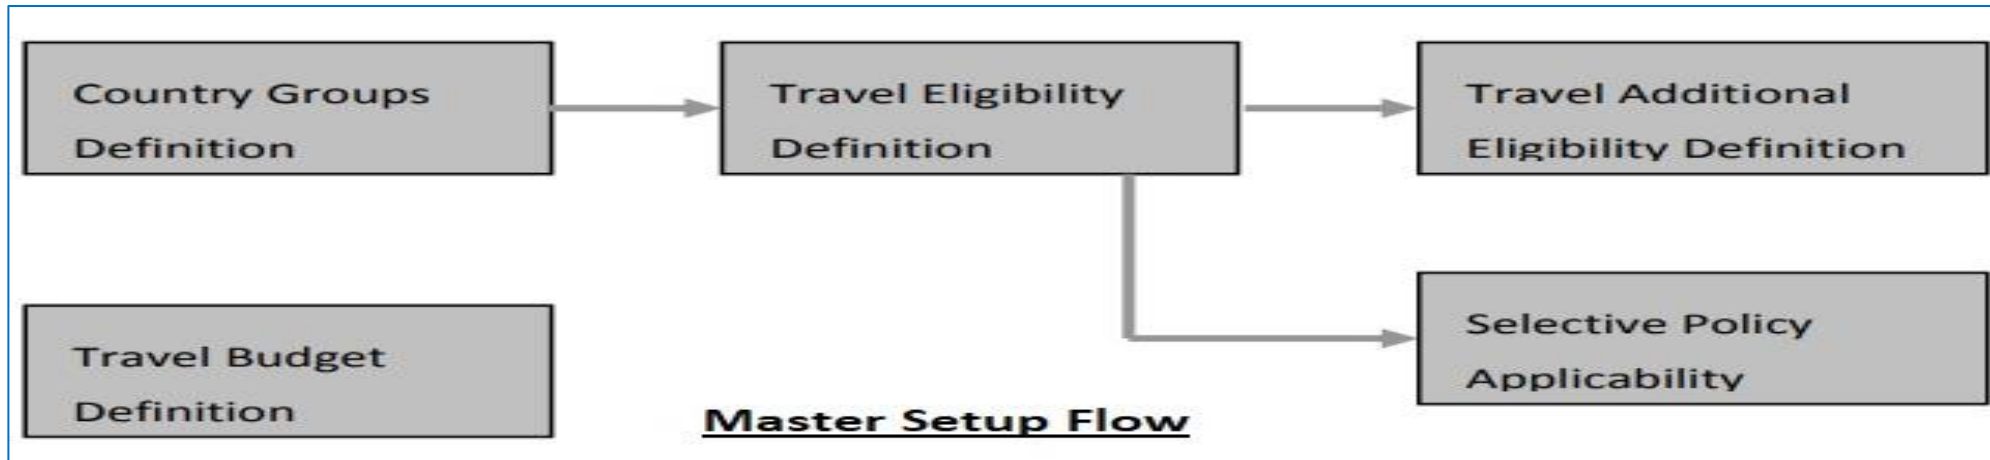 Country Groups
Definition
Travel Eligibility
Definition
Travel Additional
Eligibility Definition
Travel Budget
Definition
Selective Policy
Applicability
Master Setup Flow